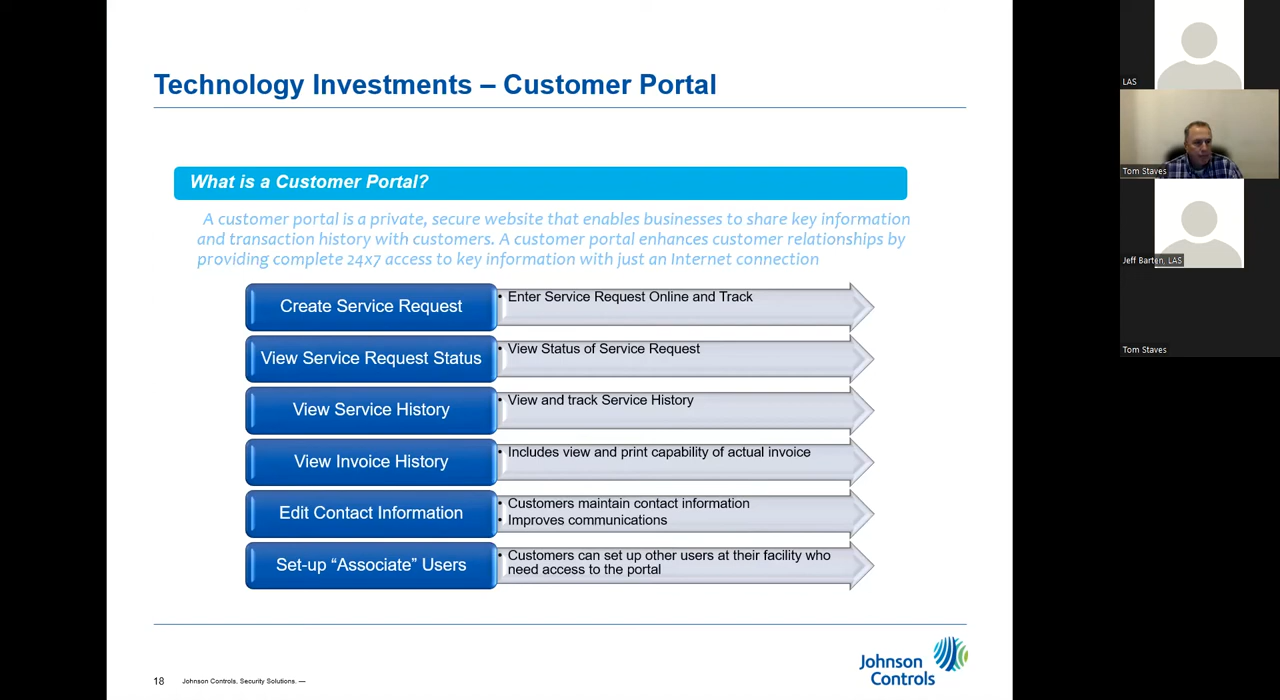 Technology Investments – Customer Portal
What is a Customer Portal?
A customer portal is a private, secure website that enables businesses to share key information
and transaction history with customers. A customer portal enhances customer relationships by
providing complete 24x7 access to key information with just an Internet connection
Create Service Request
• Enter Service Request Online and Track
View Service Request Status
• View Status of Service Request
View Service History
• View and track Service History
View Invoice History
• Includes view and print capability of actual invoice
Edit Contact Information
• Customers maintain contact information
• Improves communications
Set-up “Associate” Users
• Customers can set up other users at their facility who
need access to the portal
18
Johnson Controls. Security Solutions. —
Johnson
Controls
LAS
Tom Staves
Jeff Barten, LAS
Tom Staves